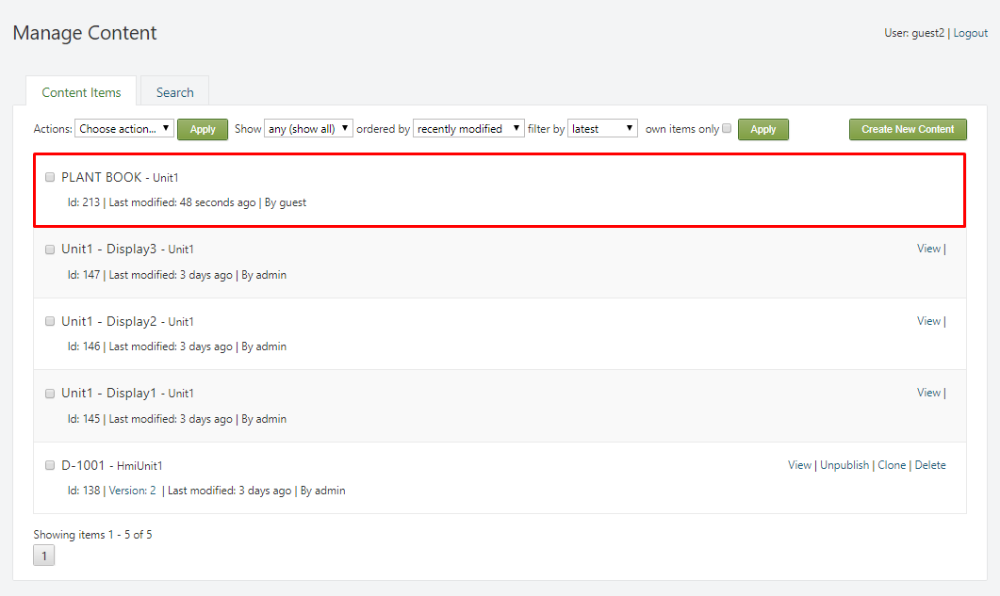 Manage Content
User: guest2 | Logout
Content Items
Search
Actions: Choose action... Apply Show any (show all) ordered by recently modified filter by latest own items only Apply Create New Content
PLANT BOOK - Unit1
Id: 213 | Last modified: 48 seconds ago | By guest
Unit1 - Display3 - Unit1 View |
Id: 147 | Last modified: 3 days ago | By admin
Unit1 - Display2 - Unit1 View |
Id: 146 | Last modified: 3 days ago | By admin
Unit1 - Display1 - Unit1 View |
Id: 145 | Last modified: 3 days ago | By admin
D-1001 - HmiUnit1 View | Unpublish | Clone | Delete
Id: 138 | Version: 2 | Last modified: 3 days ago | By admin
Showing items 1 - 5 of 5
1